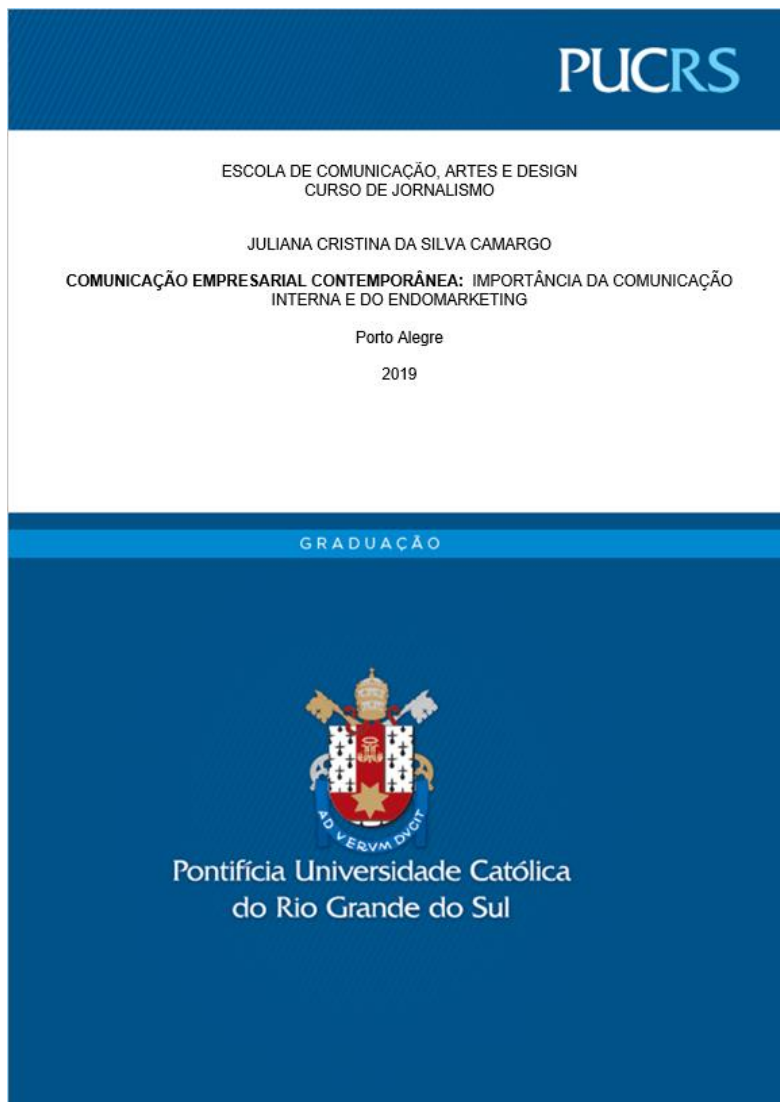 PUCRS
ESCOLA DE COMUNICAÇÃO, ARTES E DESIGN
CURSO DE JORNALISMO
JULIANA CRISTINA DA SILVA CAMARGO
COMUNICAÇÃO EMPRESARIAL CONTEMPORÂNEA: IMPORTÂNCIA DA COMUNICAÇÃO
INTERNA E DO ENDOMARKETING
Porto Alegre
2019
GRADUAÇÃO
AD VERVM DVCIT
Pontifícia Universidade Católica
do Rio Grande do Sul